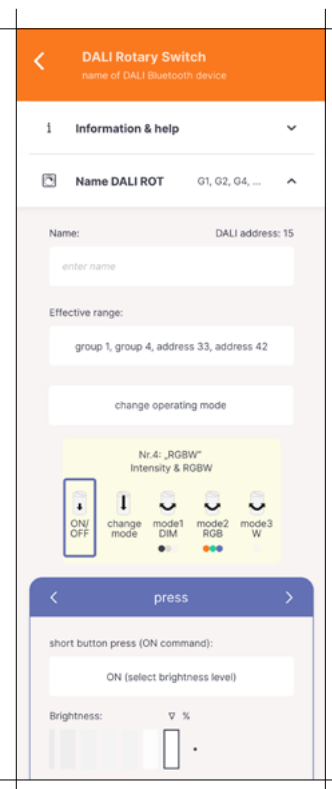 DALI Rotary Switch
name of DALI Bluetooth device
i Information & help
Name DALI ROT G1, G2, G4, ...
Name: DALI address: 15
enter name
Effective range:
group 1, group 4, address 33, address 42
change operating mode
Nr.4: „RGBW"
Intensity & RGBW
ON/ change mode1 mode2 mode3
OFF mode DIM RGB W
press
short button press (ON command):
ON (select brightness level)
Brightness: ∇ %